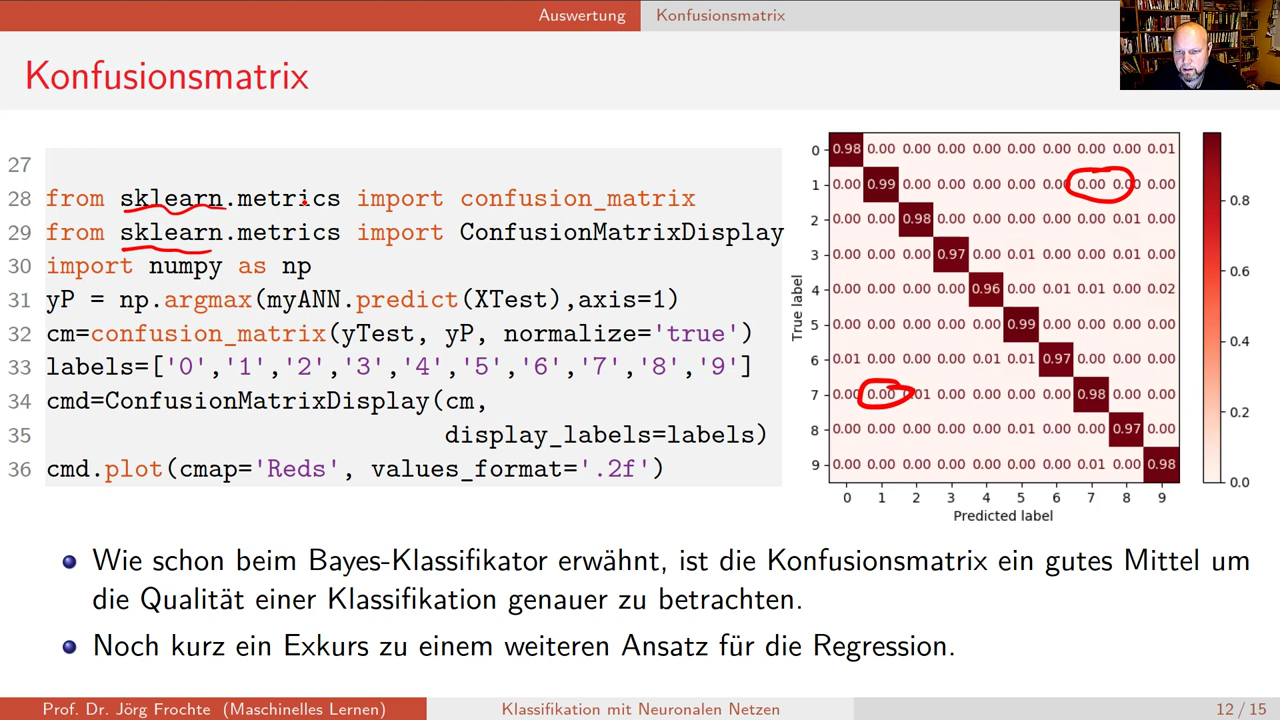 Auswertung Konfusionsmatrix
Konfusionsmatrix
27
28 from sklearn.metrics import confusion_matrix
29 from sklearn.metrics import ConfusionMatrixDisplay
30 import numpy as np
31 yP = np.argmax(myANN.predict(XTest),axis=1)
32 cm=confusion_matrix(yTest, yP, normalize='true')
33 labels=['0','1','2','3','4','5','6','7','8','9']
34 cmd=ConfusionMatrixDisplay(cm,
35 display_labels=labels)
36 cmd.plot(cmap='Reds', values_format='.2f')
True label
0 0.98 0.00 0.00 0.00 0.00 0.00 0.00 0.00 0.00 0.01
1 0.00 0.99 0.00 0.00 0.00 0.00 0.00 0.00 0.00 0.00
2 0.00 0.00 0.98 0.00 0.00 0.00 0.00 0.00 0.01 0.00
3 0.00 0.00 0.00 0.97 0.00 0.01 0.00 0.00 0.01 0.00
4 0.00 0.00 0.00 0.00 0.96 0.00 0.01 0.01 0.00 0.02
5 0.00 0.00 0.00 0.00 0.00 0.99 0.00 0.00 0.00 0.00
6 0.01 0.00 0.00 0.00 0.01 0.01 0.97 0.00 0.00 0.00
7 0.00 0.00 0.01 0.00 0.00 0.00 0.00 0.98 0.00 0.00
8 0.00 0.00 0.00 0.00 0.00 0.01 0.00 0.00 0.97 0.00
9 0.00 0.00 0.00 0.00 0.00 0.00 0.00 0.01 0.00 0.98
0 1 2 3 4 5 6 7 8 9
Predicted label
0.8
0.6
0.4
0.2
0.0
Wie schon beim Bayes-Klassifikator erwähnt, ist die Konfusionsmatrix ein gutes Mittel um
die Qualität einer Klassifikation genauer zu betrachten.
Noch kurz ein Exkurs zu einem weiteren Ansatz für die Regression.
Prof. Dr. Jörg Frochte (Maschinelles Lernen) Klassifikation mit Neuronalen Netzen 12 / 15